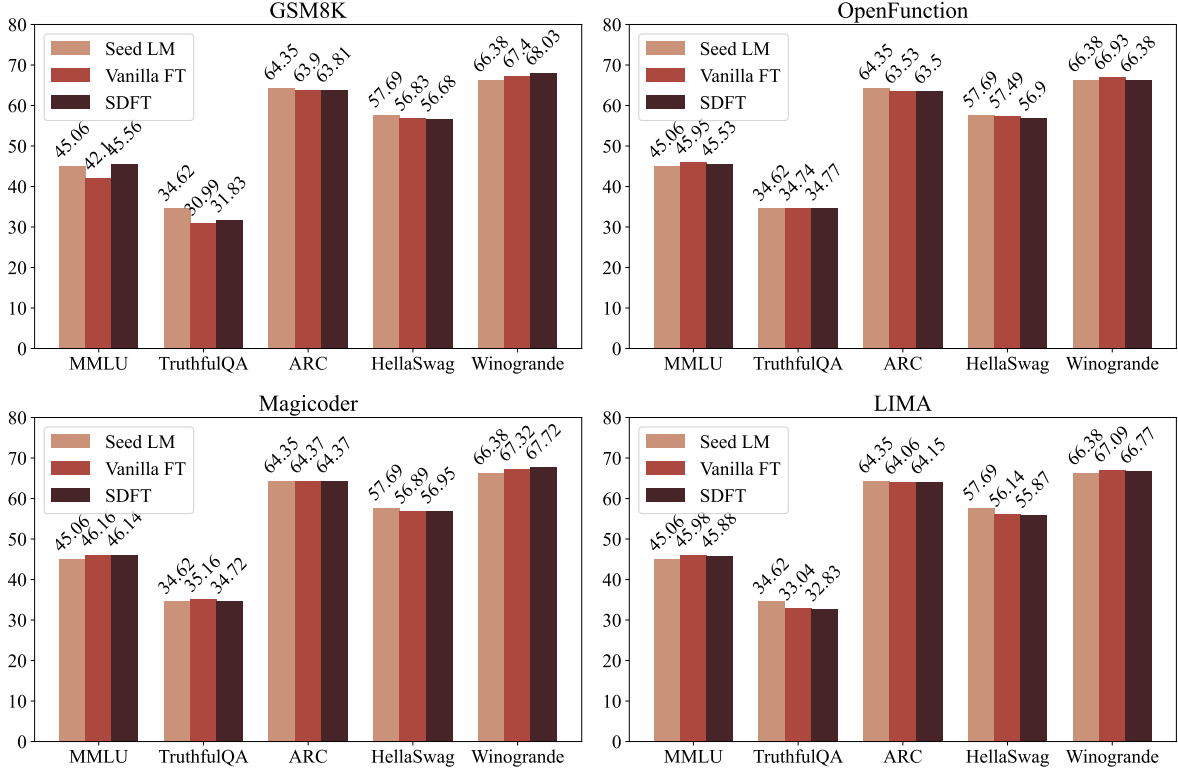 GSM8K
80
70
60
50
40
30
20
10
0
Seed LM
Vanilla FT
SDFT
45.06
42.1
45.56
34.62
30.99
31.83
64.35
63.9
63.81
57.69
56.83
56.68
66.38
67.4
68.03
MMLU
TruthfulQA
ARC
HellaSwag
Winogrande
OpenFunction
80
70
60
50
40
30
20
10
0
Seed LM
Vanilla FT
SDFT
45.06
45.95
45.53
34.62
34.74
34.77
64.35
63.53
63.5
57.69
57.49
56.9
66.38
66.93
66.38
MMLU
TruthfulQA
ARC
HellaSwag
Winogrande
Magicoder
80
70
60
50
40
30
20
10
0
Seed LM
Vanilla FT
SDFT
45.06
46.16
46.14
34.62
35.16
34.72
64.35
64.37
64.37
57.69
56.89
56.95
66.38
67.32
67.72
MMLU
TruthfulQA
ARC
HellaSwag
Winogrande
LIMA
80
70
60
50
40
30
20
10
0
Seed LM
Vanilla FT
SDFT
45.06
45.98
45.88
34.62
33.04
32.83
64.35
64.06
64.15
57.69
56.14
55.87
66.38
67.09
66.77
MMLU
TruthfulQA
ARC
HellaSwag
Winogrande